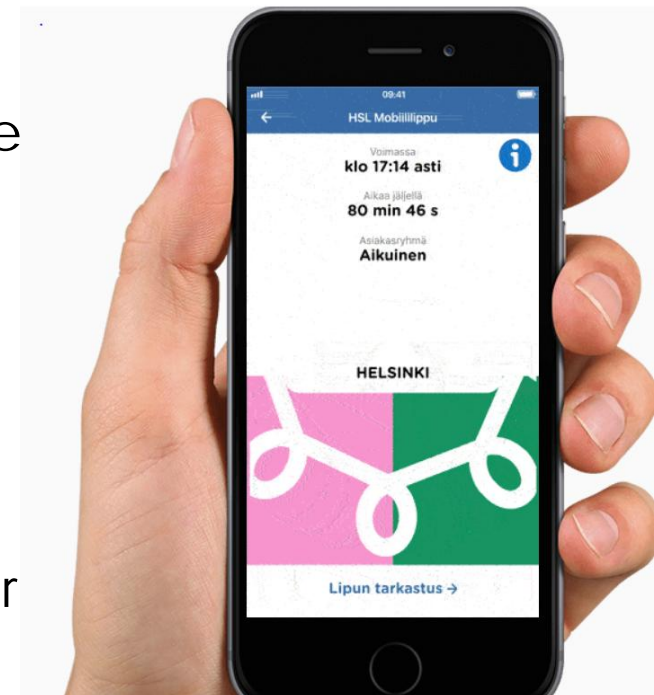 e
09:41
HSL Mobiililippu
Voimassa
klo 17:14 asti
Aikaa jäljellä
80 min 46 s
Asiakasryhmä
Aikuinen
HELSINKI
Lipun tarkastus →
r